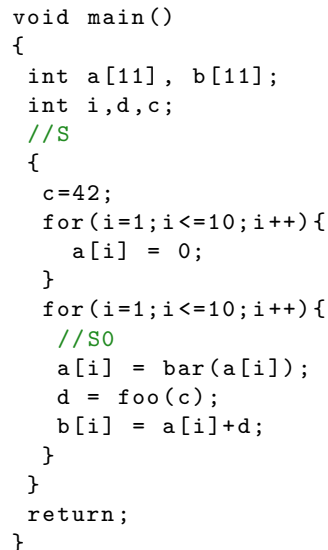 void main()
{
int a[11], b[11];
int i,d,c;
//S
{
c=42;
for(i=1;i<=10;i++){
a[i] = 0;
}
for(i=1;i<=10;i++){
//S0
a[i] = bar(a[i]);
d = foo(c);
b[i] = a[i]+d;
}
}
return;
}